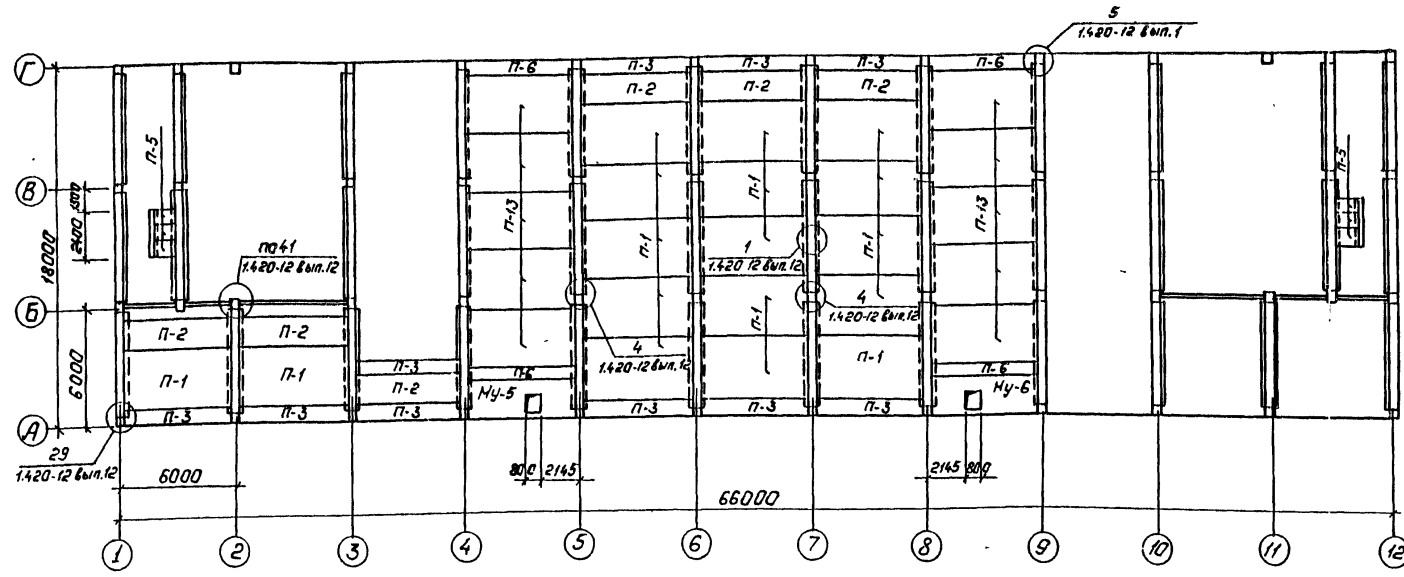 5
1.420-12 вып.1
Г
П-6
П-3
П-3
П-3
П-6
П-2
П-2
П-2
П-5
П-5
В
2400
18000
П-13
П-1
П-1
П-1
П-13
по 41
1.420-12 вып.12
1
1.420-12 вып.12
Б
4
1.420-12 вып.12
4
1.420-12 вып.12
П-2
П-2
П-1
6000
П-1
П-1
П-3
П-2
П-3
П-6
Му-5
П-1
П-6
Му-6
П-3
П-3
П-3
П-3
П-3
А
29
1.420-12 вып.12
6000
800
2145
2145
800
66000
1
2
3
4
5
6
7
8
9
10
11
12